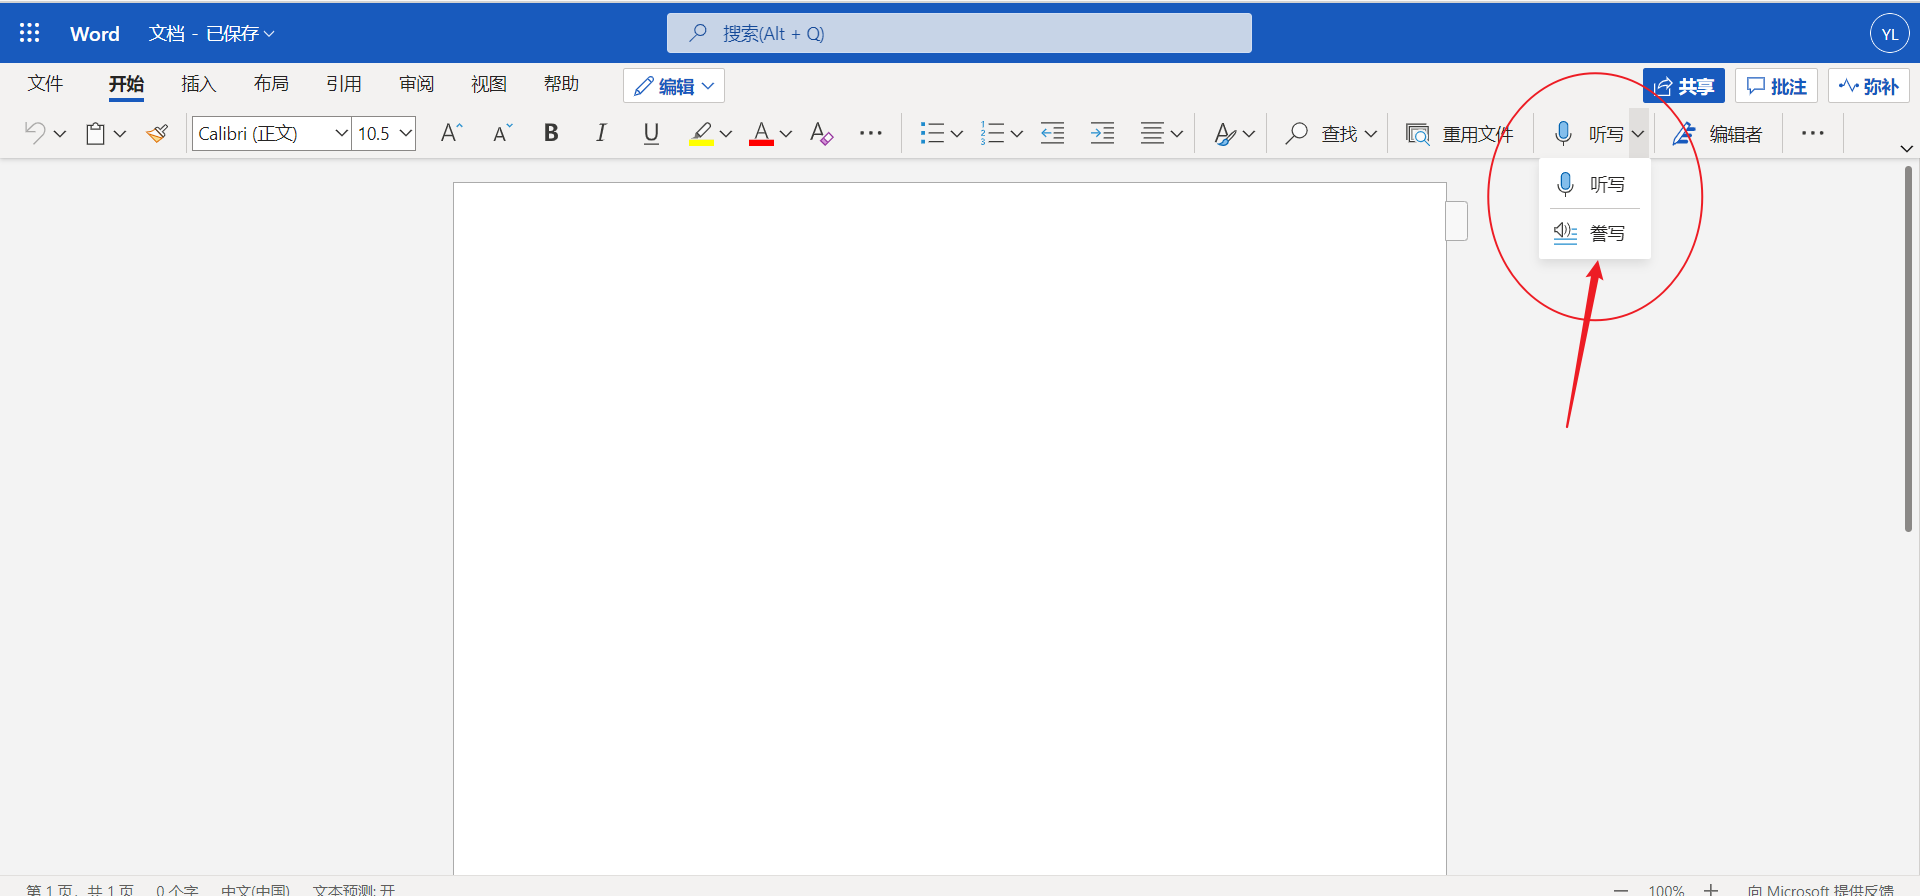 Word 文档 - 已保存 搜索(Alt + Q) YL
文件 开始 插入 布局 引用 审阅 视图 帮助 编辑 共享 批注 弥补
Calibri (正文) 10.5 查找 重用文件 听写 编辑者
听写
誊写
第 1 页，共 1 页 0 个字 中文(中国) 文本预测: 开 100% 向 Microsoft 提供反馈